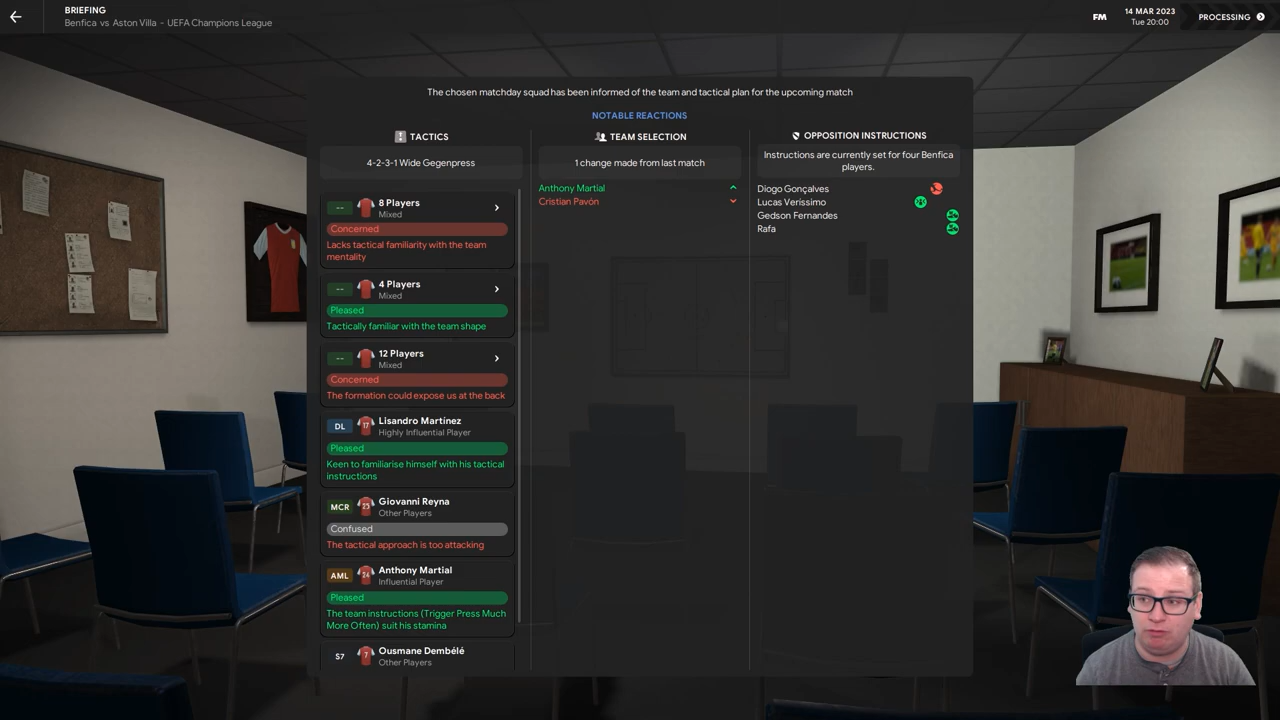 BRIEFING
Benfica vs Aston Villa - UEFA Champions League
FM
14 MAR 2023
Tue 20:00
PROCESSING
The chosen matchday squad has been informed of the team and tactical plan for the upcoming match
NOTABLE REACTIONS
TACTICS
4-2-3-1 Wide Gegenpress
-- 8 Players
Mixed
Concerned
Lacks tactical familiarity with the team
mentality
-- 4 Players
Mixed
Pleased
Tactically familiar with the team shape
-- 12 Players
Mixed
Concerned
The formation could expose us at the back
DL 17 Lisandro Martínez
Highly Influential Player
Pleased
Keen to familiarise himself with his tactical
instructions
MCR 23 Giovanni Reyna
Other Players
Confused
The tactical approach is too attacking
AML 24 Anthony Martial
Influential Player
Pleased
The team instructions (Trigger Press Much
More Often) suit his stamina
S7 7 Ousmane Dembélé
Other Players
TEAM SELECTION
1 change made from last match
Anthony Martial
Cristian Pavón
OPPOSITION INSTRUCTIONS
Instructions are currently set for four Benfica
players.
Diogo Gonçalves
Lucas Veríssimo
Gedson Fernandes
Rafa